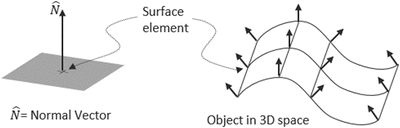 N̂
Surface
element
N̂ = Normal Vector
Object in 3D space